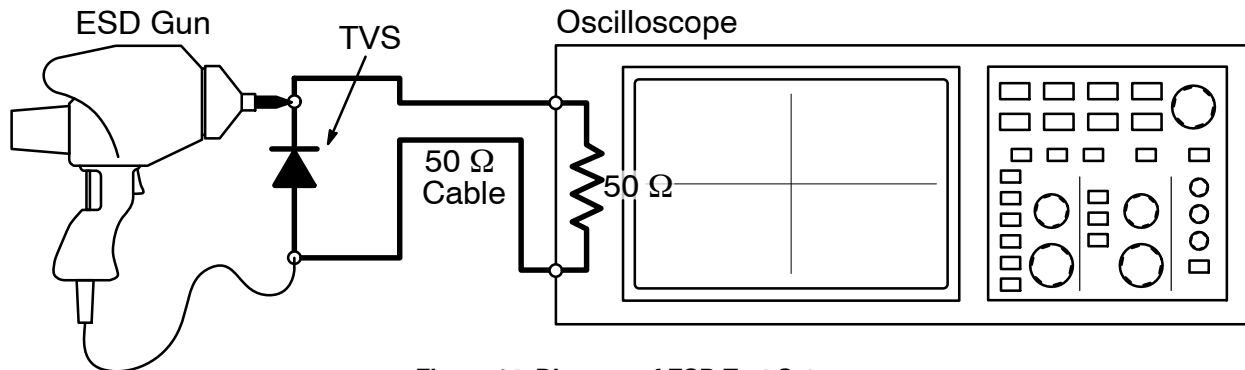 ESD Gun
TVS
Oscilloscope
50 Ω
Cable
50 Ω